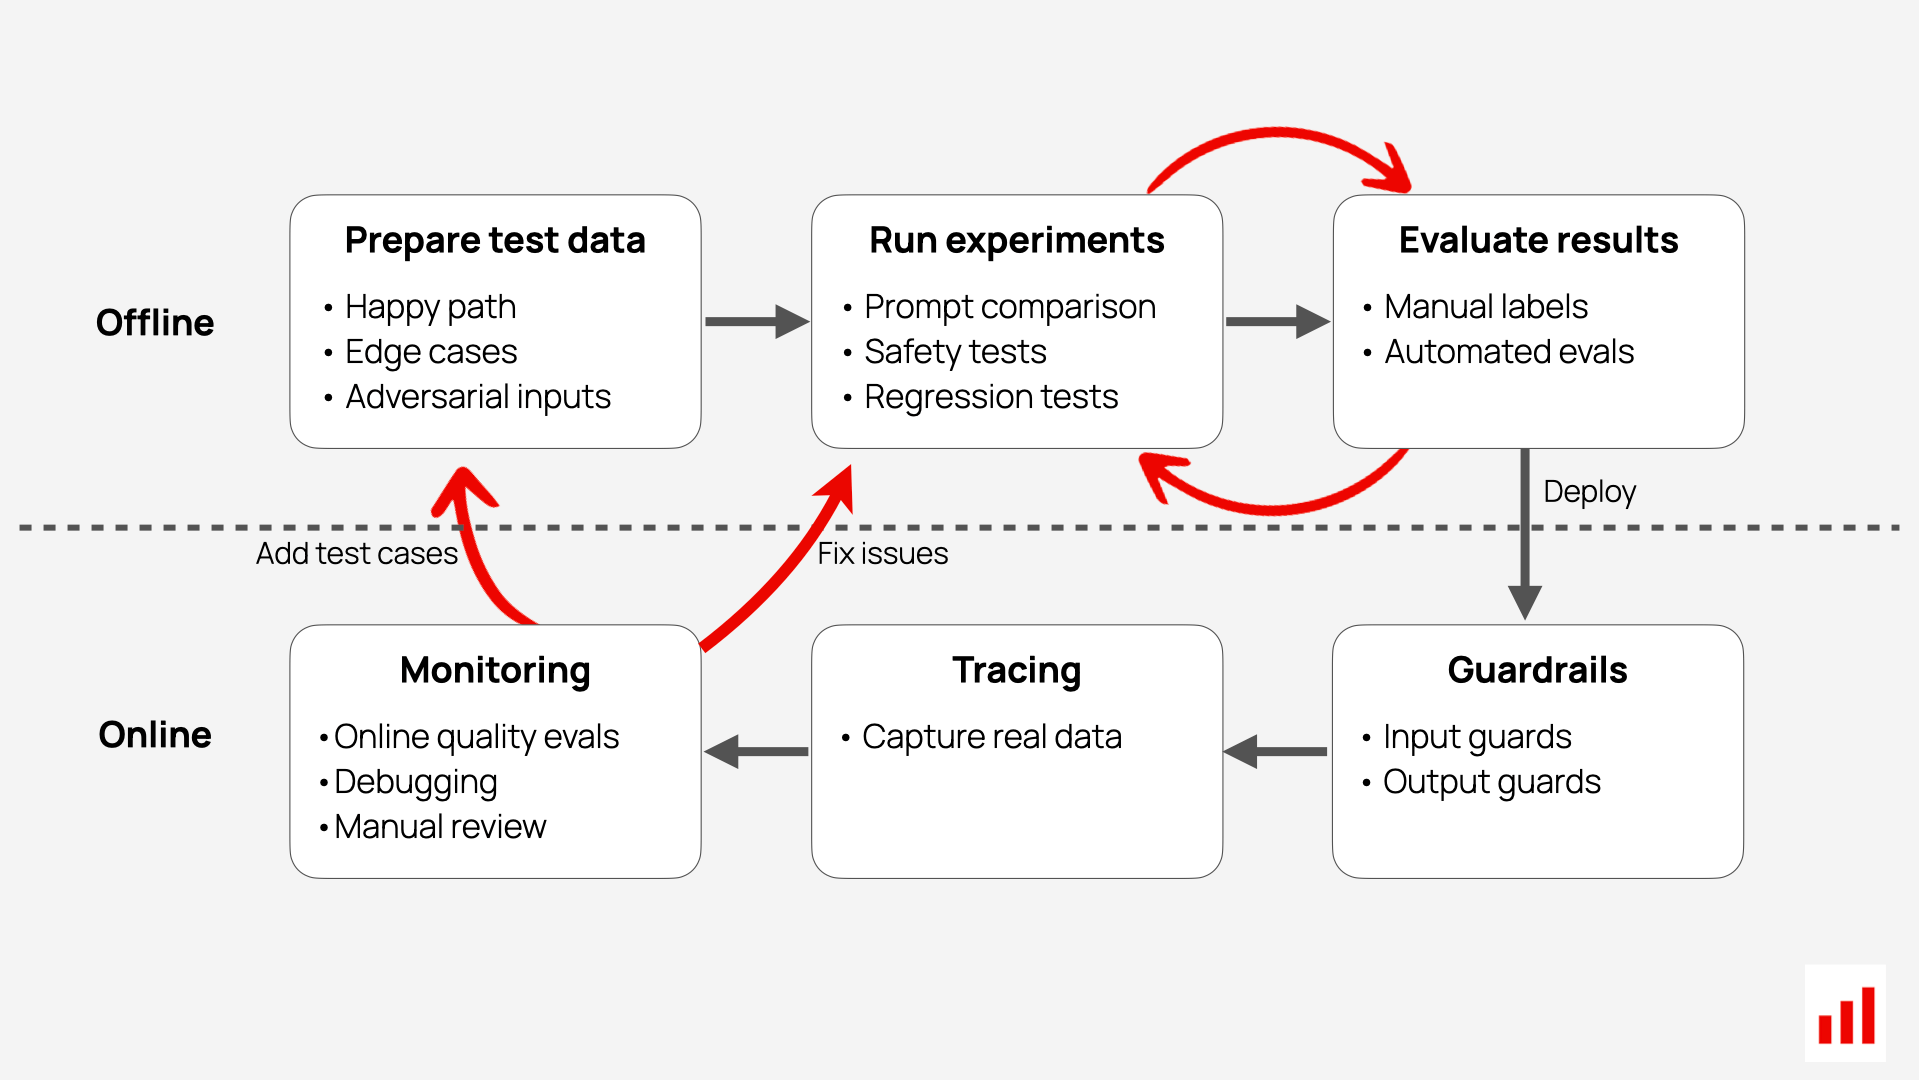 Offline
Prepare test data
• Happy path
• Edge cases
• Adversarial inputs
Run experiments
• Prompt comparison
• Safety tests
• Regression tests
Evaluate results
• Manual labels
• Automated evals
Deploy
Add test cases
Fix issues
Online
Monitoring
• Online quality evals
• Debugging
• Manual review
Tracing
• Capture real data
Guardrails
• Input guards
• Output guards